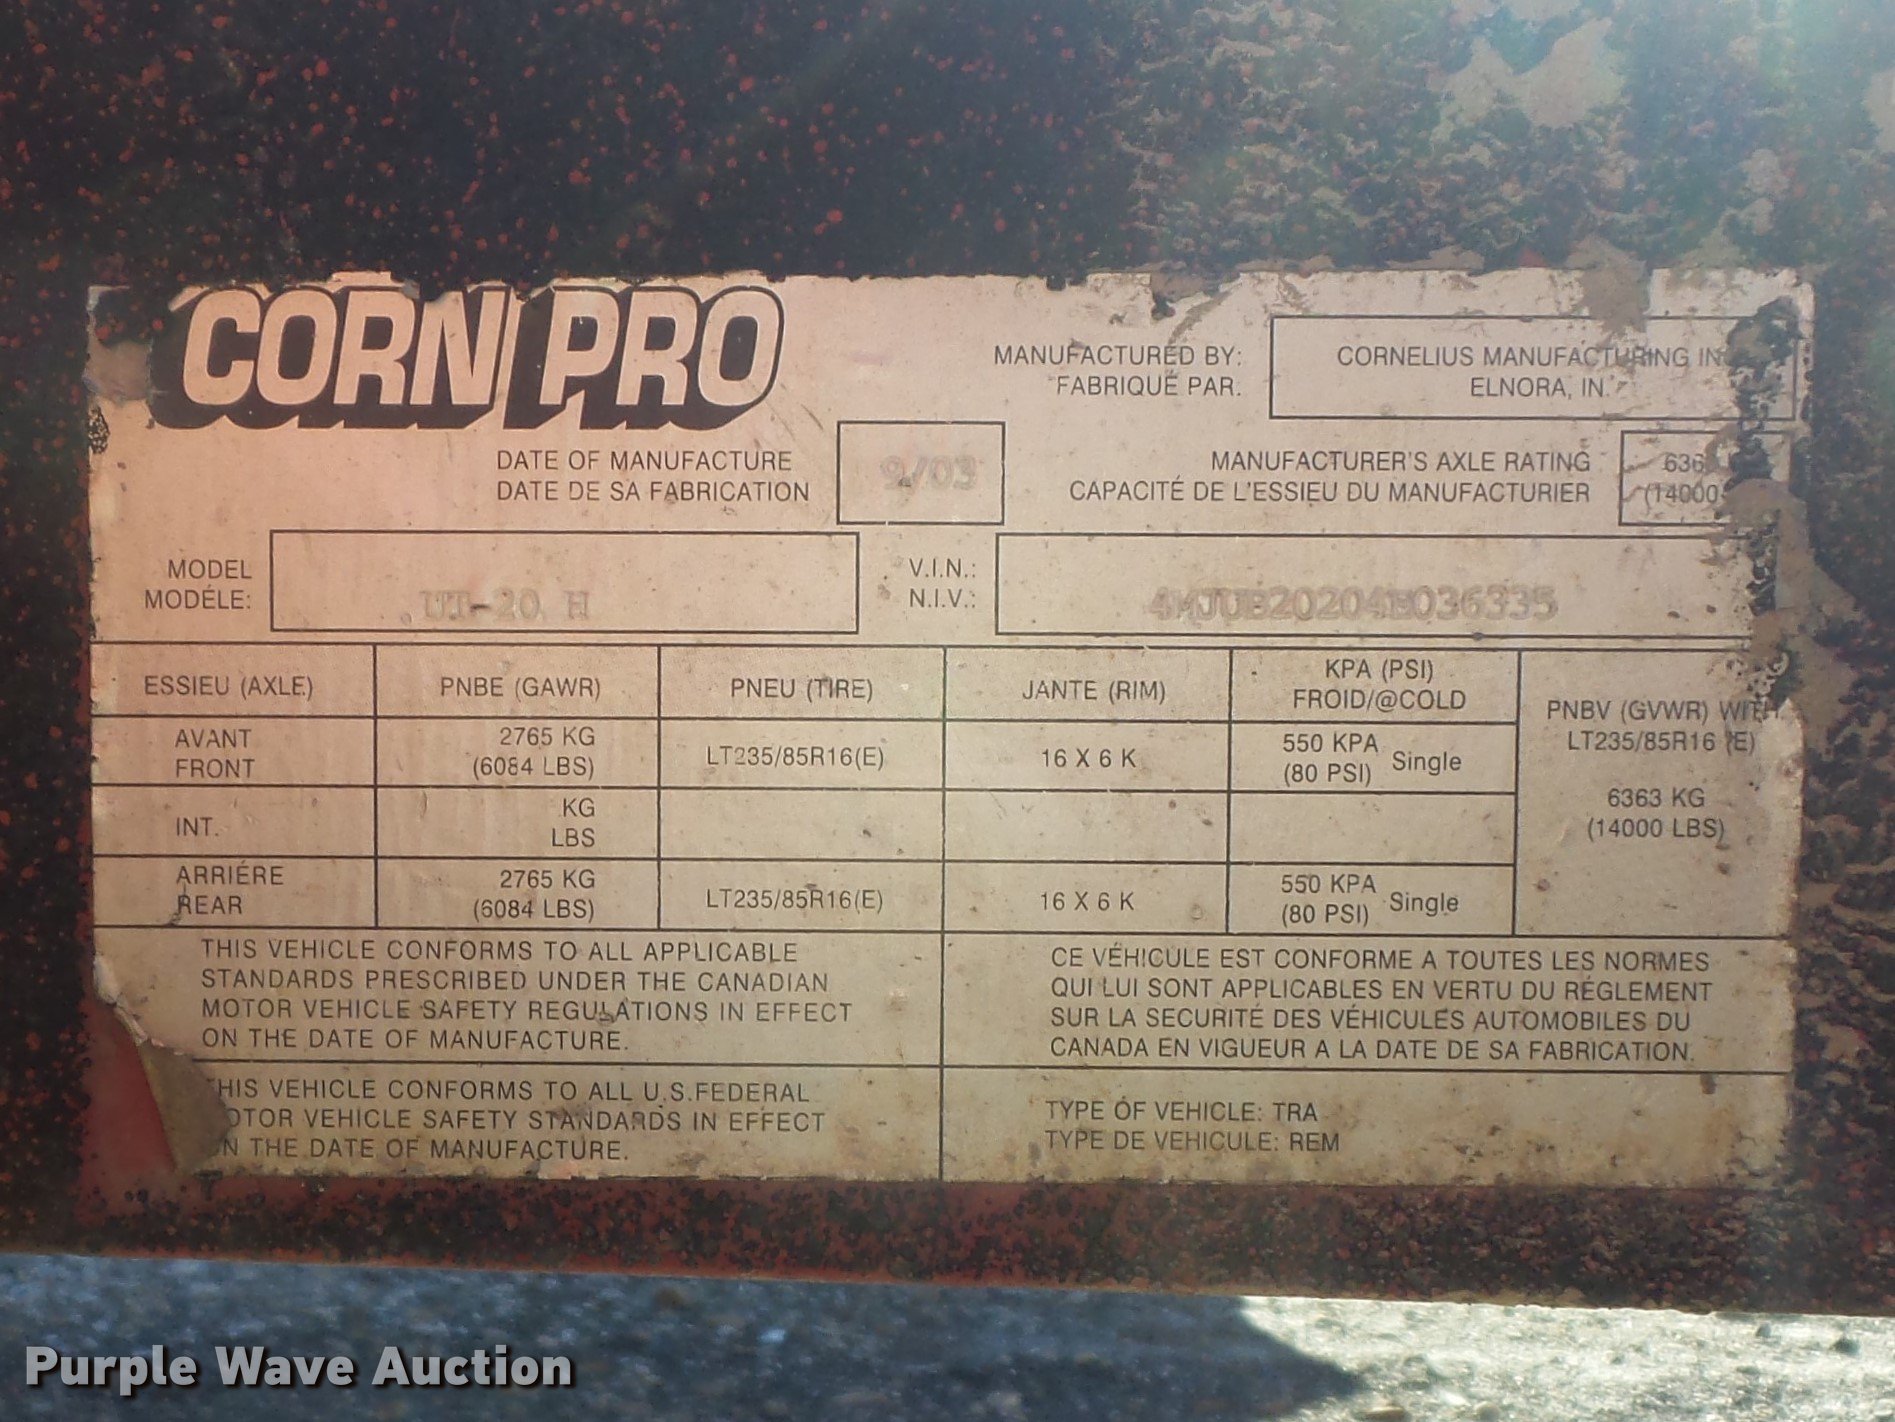 CORN PRO
MANUFACTURED BY:
FABRIQUÉ PAR.
CORNELIUS MANUFACTURING IN
ELNORA, IN.
DATE OF MANUFACTURE
DATE DE SA FABRICATION
9/03
MANUFACTURER'S AXLE RATING
CAPACITÉ DE L'ESSIEU DU MANUFACTURIER
636
(14000
MODEL
MODÉLE:
UT-20 H
V.I.N.:
N.I.V.:
4MJUB20204E036335
ESSIEU (AXLE) PNBE (GAWR) PNEU (TIRE) JANTE (RIM) KPA (PSI)
FROID/@COLD
PNBV (GVWR) WITH
LT235/85R16 (E)
6363 KG
(14000 LBS)
AVANT
FRONT
2765 KG
(6084 LBS)
LT235/85R16(E)
16 X 6 K
550 KPA
(80 PSI)
Single
INT.
KG
LBS
ARRIÉRE
REAR
2765 KG
(6084 LBS)
LT235/85R16(E)
16 X 6 K
550 KPA
(80 PSI)
Single
THIS VEHICLE CONFORMS TO ALL APPLICABLE
STANDARDS PRESCRIBED UNDER THE CANADIAN
MOTOR VEHICLE SAFETY REGULATIONS IN EFFECT
ON THE DATE OF MANUFACTURE.
CE VÉHICULE EST CONFORME A TOUTES LES NORMES
QUI LUI SONT APPLICABLES EN VERTU DU RÉGLEMENT
SUR LA SECURITÉ DES VÉHICULES AUTOMOBILES DU
CANADA EN VIGUEUR A LA DATE DE SA FABRICATION.
HIS VEHICLE CONFORMS TO ALL U.S.FEDERAL
OTOR VEHICLE SAFETY STANDARDS IN EFFECT
N THE DATE OF MANUFACTURE.
TYPE OF VEHICLE: TRA
TYPE DE VEHICULE: REM
Purple Wave Auction